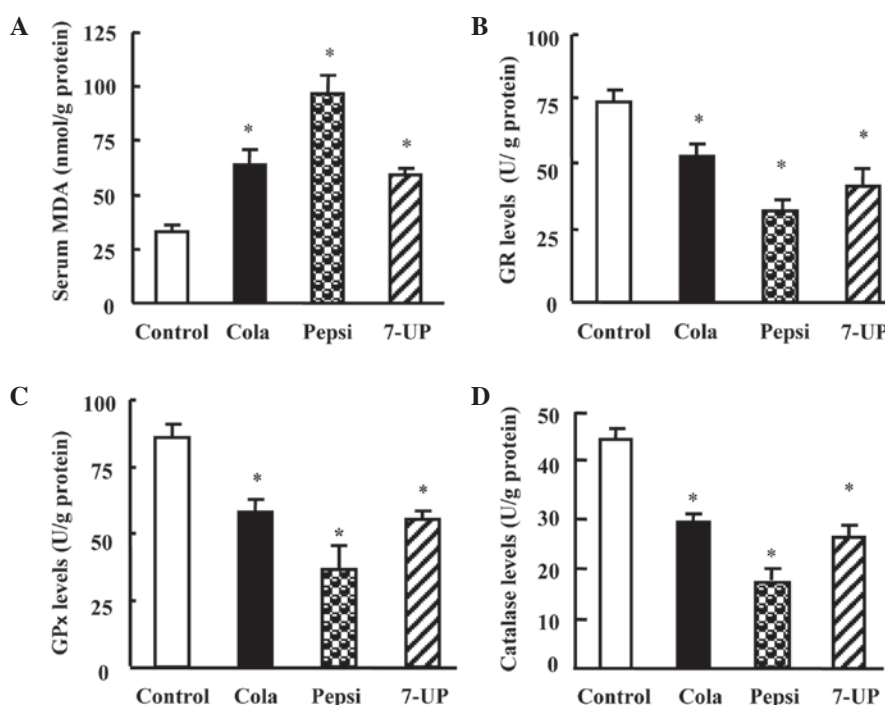 A
Serum MDA (nmol/g protein)
125
100
75
50
25
0
*
*
*
Control Cola Pepsi 7-UP
B
GR levels (U/ g protein)
100
75
50
25
0
*
*
*
Control Cola Pepsi 7-UP
C
GPx levels (U/g protein)
100
75
50
25
0
*
*
*
Control Cola Pepsi 7-UP
D
Catalase levels (U/g protein)
50
40
30
20
10
0
*
*
*
Control Cola Pepsi 7-UP